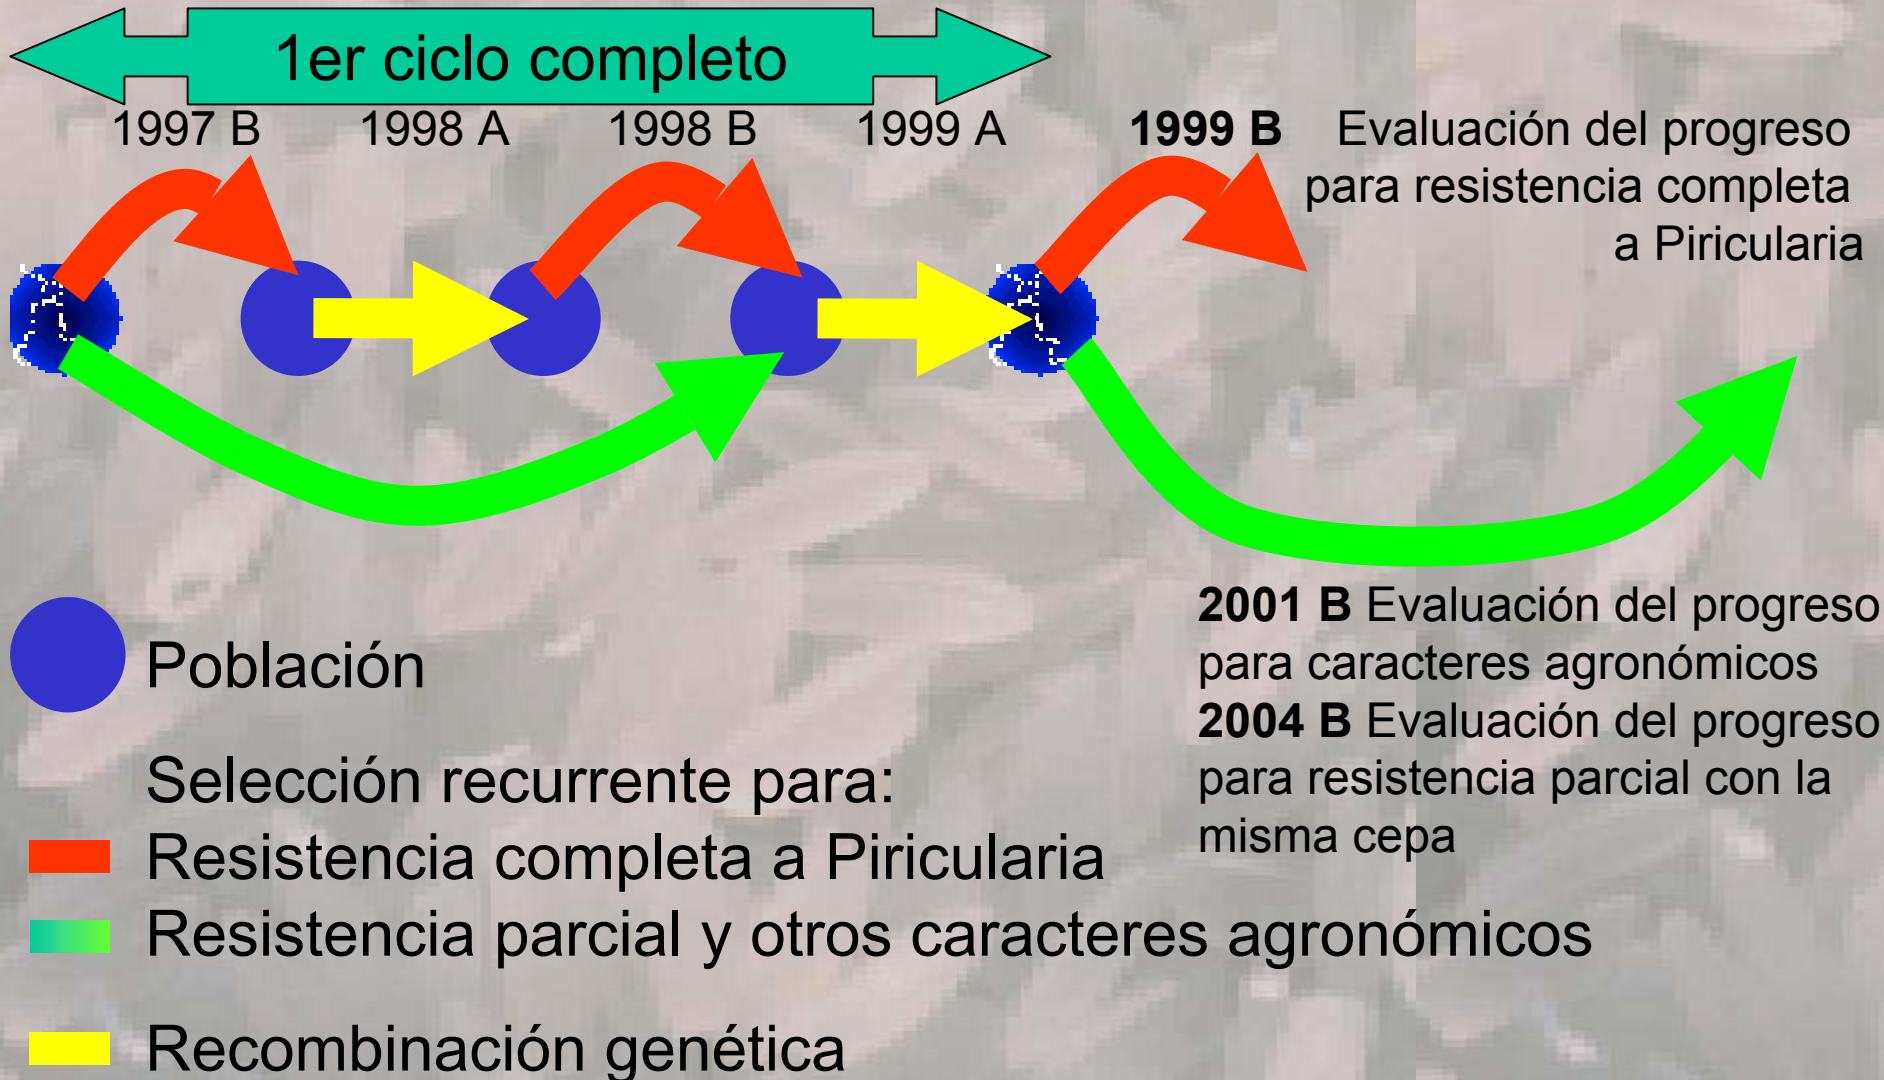 1er ciclo completo
1997 B 1998 A 1998 B 1999 A 1999 B Evaluación del progreso
para resistencia completa
a Piricularia
2001 B Evaluación del progreso
para caracteres agronómicos
2004 B Evaluación del progreso
para resistencia parcial con la
misma cepa
Población
Selección recurrente para:
Resistencia completa a Piricularia
Resistencia parcial y otros caracteres agronómicos
Recombinación genética